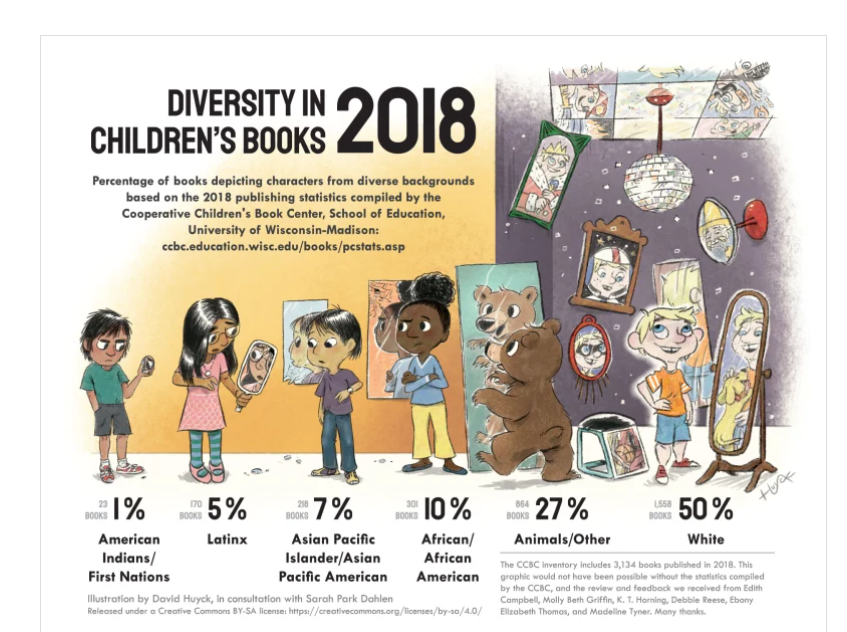 DIVERSITY IN
CHILDREN'S BOOKS
2018
Percentage of books depicting characters from diverse backgrounds
based on the 2018 publishing statistics compiled by the
Cooperative Children's Book Center, School of Education,
University of Wisconsin-Madison:
ccbc.education.wisc.edu/books/pcstats.asp
Huyck
23 BOOKS 1%
American
Indians/
First Nations
170 BOOKS 5%
Latinx
218 BOOKS 7%
Asian Pacific
Islander/Asian
Pacific American
301 BOOKS 10%
African/
African
American
864 BOOKS 27%
Animals/Other
1,558 BOOKS 50%
White
Illustration by David Huyck, in consultation with Sarah Park Dahlen
Released under a Creative Commons BY-SA license: https://creativecommons.org/licenses/by-sa/4.0/
The CCBC inventory includes 3,134 books published in 2018. This
graphic would not have been possible without the statistics compiled
by the CCBC, and the review and feedback we received from Edith
Campbell, Molly Beth Griffin, K. T. Horning, Debbie Reese, Ebony
Elizabeth Thomas, and Madeline Tyner. Many thanks.